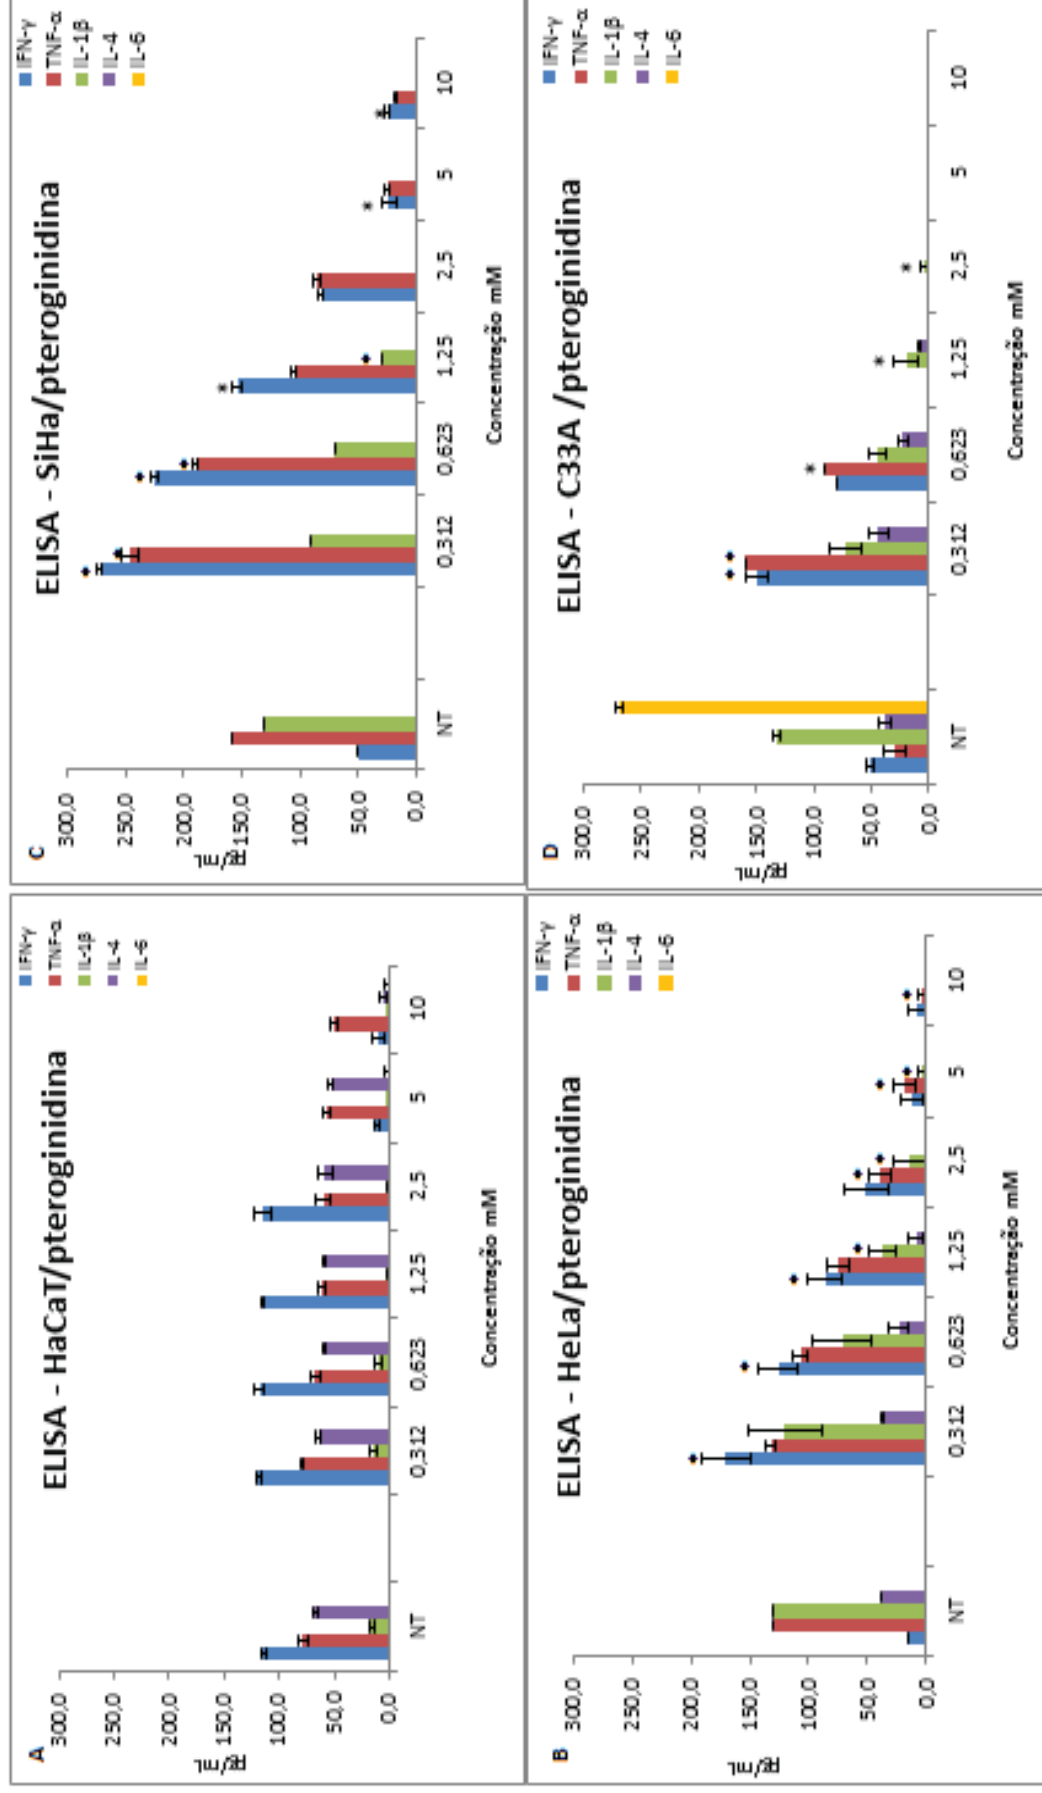 A
ELISA - HaCaT/pteroginidina
300,0
250,0
200,0
150,0
100,0
50,0
0,0
pg/mL
NT
0,312
0,623
1,25
2,5
5
10
Concentração mM
IFN-γ
TNF-α
IL-1β
IL-4
IL-6
C
ELISA - SiHa/pteroginidina
300,0
250,0
200,0
150,0
100,0
50,0
0,0
pg/mL
NT
0,312
0,623
1,25
2,5
5
10
Concentração mM
IFN-γ
TNF-α
IL-1β
IL-4
IL-6
*
*
*
B
ELISA - HeLa/pteroginidina
300,0
250,0
200,0
150,0
100,0
50,0
0,0
pg/mL
NT
0,312
0,623
1,25
2,5
5
10
Concentração mM
IFN-γ
TNF-α
IL-1β
IL-4
IL-6
D
ELISA - C33A /pteroginidina
300,0
250,0
200,0
150,0
100,0
50,0
0,0
pg/mL
NT
0,312
0,623
1,25
2,5
5
10
Concentração mM
IFN-γ
TNF-α
IL-1β
IL-4
IL-6
*
*
*